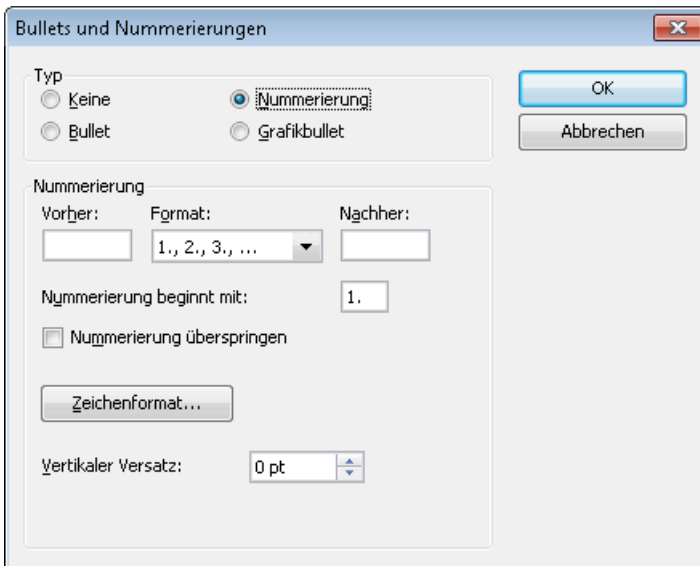 Bullets und Nummerierungen
Typ
Keine
Nummerierung
OK
Bullet
Grafikbullet
Abbrechen
Nummerierung
Vorher:
Format:
Nachher:
1., 2., 3., ...
Nummerierung beginnt mit:
1.
Nummerierung überspringen
Zeichenformat...
Vertikaler Versatz:
0 pt